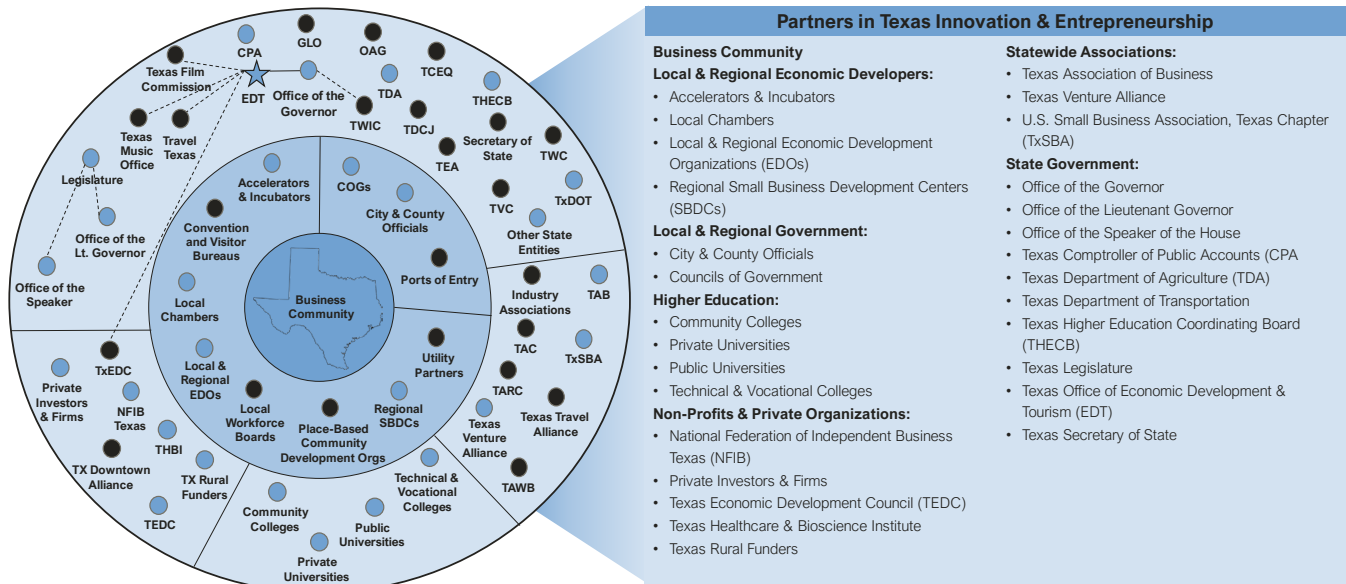 CPA
GLO
OAG
TCEQ
Texas Film
Commission
EDT
Office of the
Governor
TDA
THECB
TWIC
TDCJ
Secretary
of State
TWC
Texas
Music
Office
Travel
Texas
TEA
Legislature
TVC
TxDOT
Office of the
Lt. Governor
Other State
Entities
Office of the
Speaker
Accelerators
& Incubators
COGs
City & County
Officials
Convention
and Visitor
Bureaus
Ports of Entry
Local
Chambers
Business
Community
Utility
Partners
Local &
Regional
EDOs
Local
Workforce
Boards
Place-Based
Community
Development Orgs
Regional
SBDCs
Industry
Associations
TAB
TAC
TxSBA
TARC
Texas Travel
Alliance
Texas
Venture
Alliance
TAWB
TxEDC
Private
Investors
& Firms
NFIB
Texas
THBI
TX Downtown
Alliance
TX Rural
Funders
TEDC
Community
Colleges
Private
Universities
Public
Universities
Technical &
Vocational
Colleges
Partners in Texas Innovation & Entrepreneurship
Business Community
Local & Regional Economic Developers:
• Accelerators & Incubators
• Local Chambers
• Local & Regional Economic Development
Organizations (EDOs)
• Regional Small Business Development Centers
(SBDCs)
Local & Regional Government:
• City & County Officials
• Councils of Government
Higher Education:
• Community Colleges
• Private Universities
• Public Universities
• Technical & Vocational Colleges
Non-Profits & Private Organizations:
• National Federation of Independent Business
Texas (NFIB)
• Private Investors & Firms
• Texas Economic Development Council (TEDC)
• Texas Healthcare & Bioscience Institute
• Texas Rural Funders
Statewide Associations:
• Texas Association of Business
• Texas Venture Alliance
• U.S. Small Business Association, Texas Chapter
(TxSBA)
State Government:
• Office of the Governor
• Office of the Lieutenant Governor
• Office of the Speaker of the House
• Texas Comptroller of Public Accounts (CPA
• Texas Department of Agriculture (TDA)
• Texas Department of Transportation
• Texas Higher Education Coordinating Board
(THECB)
• Texas Legislature
• Texas Office of Economic Development &
Tourism (EDT)
• Texas Secretary of State